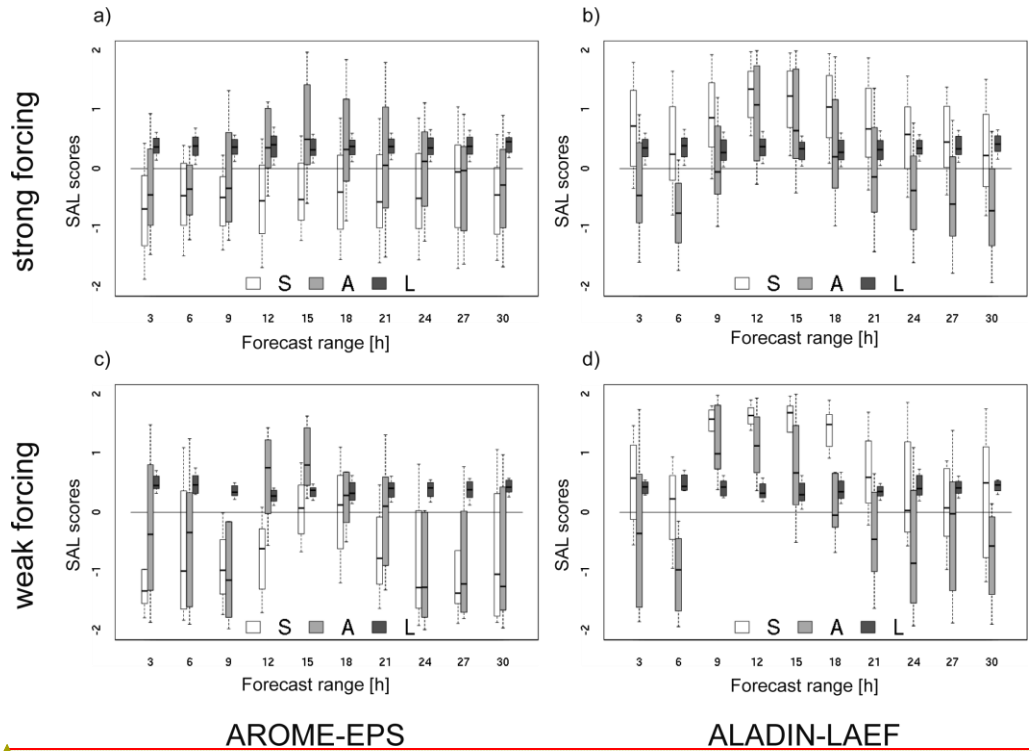 a)
b)
strong forcing
SAL scores
2
1
0
-1
-2
S A L
3 6 9 12 15 18 21 24 27 30
Forecast range [h]
SAL scores
2
1
0
-1
-2
S A L
3 6 9 12 15 18 21 24 27 30
Forecast range [h]
c)
d)
weak forcing
SAL scores
2
1
0
-1
-2
S A L
3 6 9 12 15 18 21 24 27 30
Forecast range [h]
SAL scores
2
1
0
-1
-2
S A L
3 6 9 12 15 18 21 24 27 30
Forecast range [h]
AROME-EPS
ALADIN-LAEF